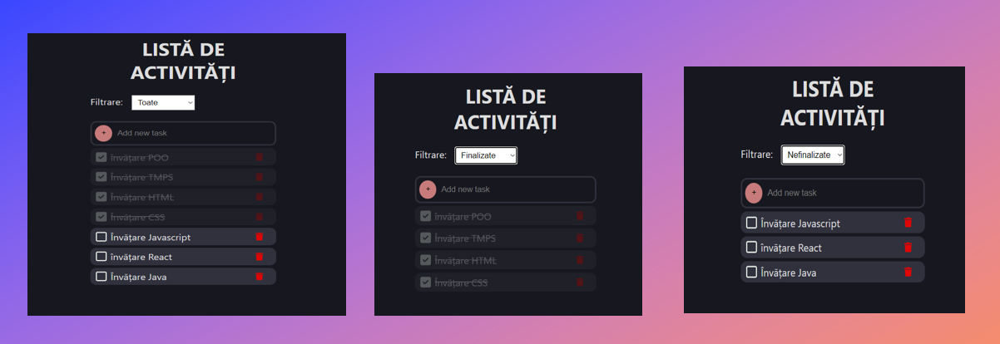 LISTĂ DE
ACTIVITĂȚI
Filtrare: Toate
+ Add new task
învățare POO
Învățare TMPS
Învățare HTML
Învățare CSS
Învățare Javascript
învățare React
Învățare Java
LISTĂ DE
ACTIVITĂȚI
Filtrare: Finalizate
+ Add new task
învățare POO
Învățare TMPS
Învățare HTML
Învățare CSS
LISTĂ DE
ACTIVITĂȚI
Filtrare: Nefinalizate
+ Add new task
Învățare Javascript
învățare React
Învățare Java